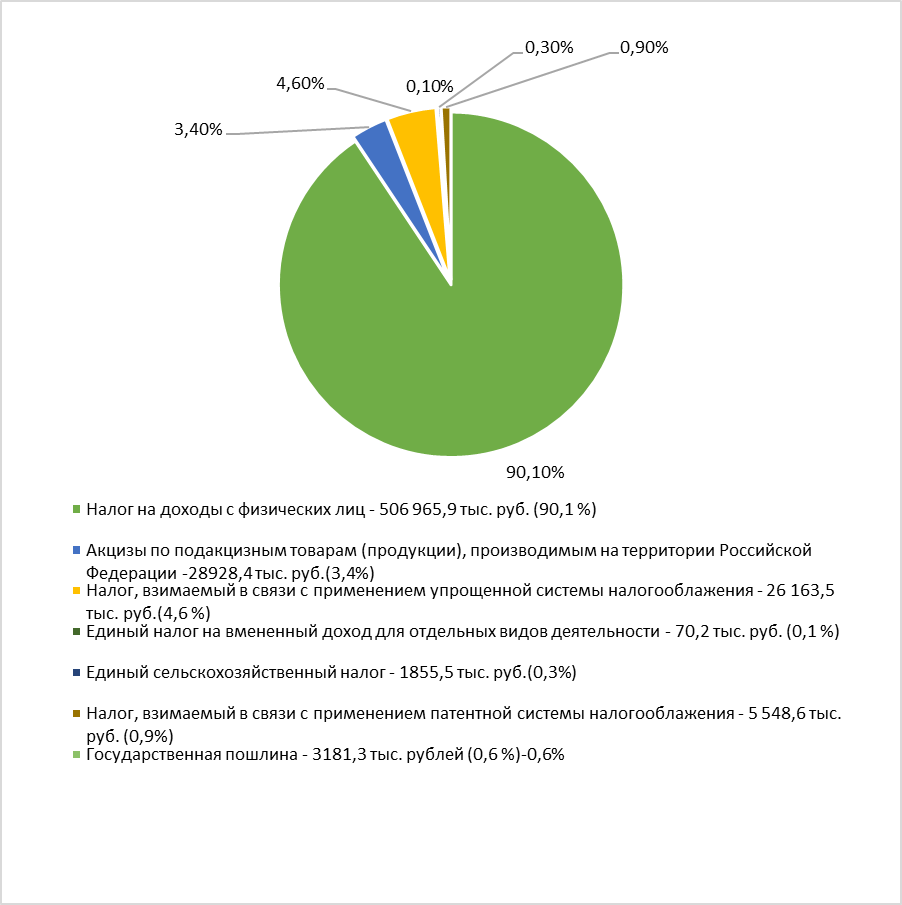 0,30%
0,90%
4,60%
0,10%
3,40%
90,10%
Налог на доходы с физических лиц - 506 965,9 тыс. руб. (90,1 %)
Акцизы по подакцизным товарам (продукции), производимым на территории Российской
Федерации -28928,4 тыс. руб.(3,4%)
Налог, взимаемый в связи с применением упрощенной системы налогооблажения - 26 163,5
тыс. руб.(4,6 %)
Единый налог на вмененный доход для отдельных видов деятельности - 70,2 тыс. руб. (0,1 %)
Единый сельскохозяйственный налог - 1855,5 тыс. руб.(0,3%)
Налог, взимаемый в связи с применением патентной системы налогооблажения - 5 548,6 тыс.
руб. (0,9%)
Государственная пошлина - 3181,3 тыс. рублей (0,6 %)-0,6%